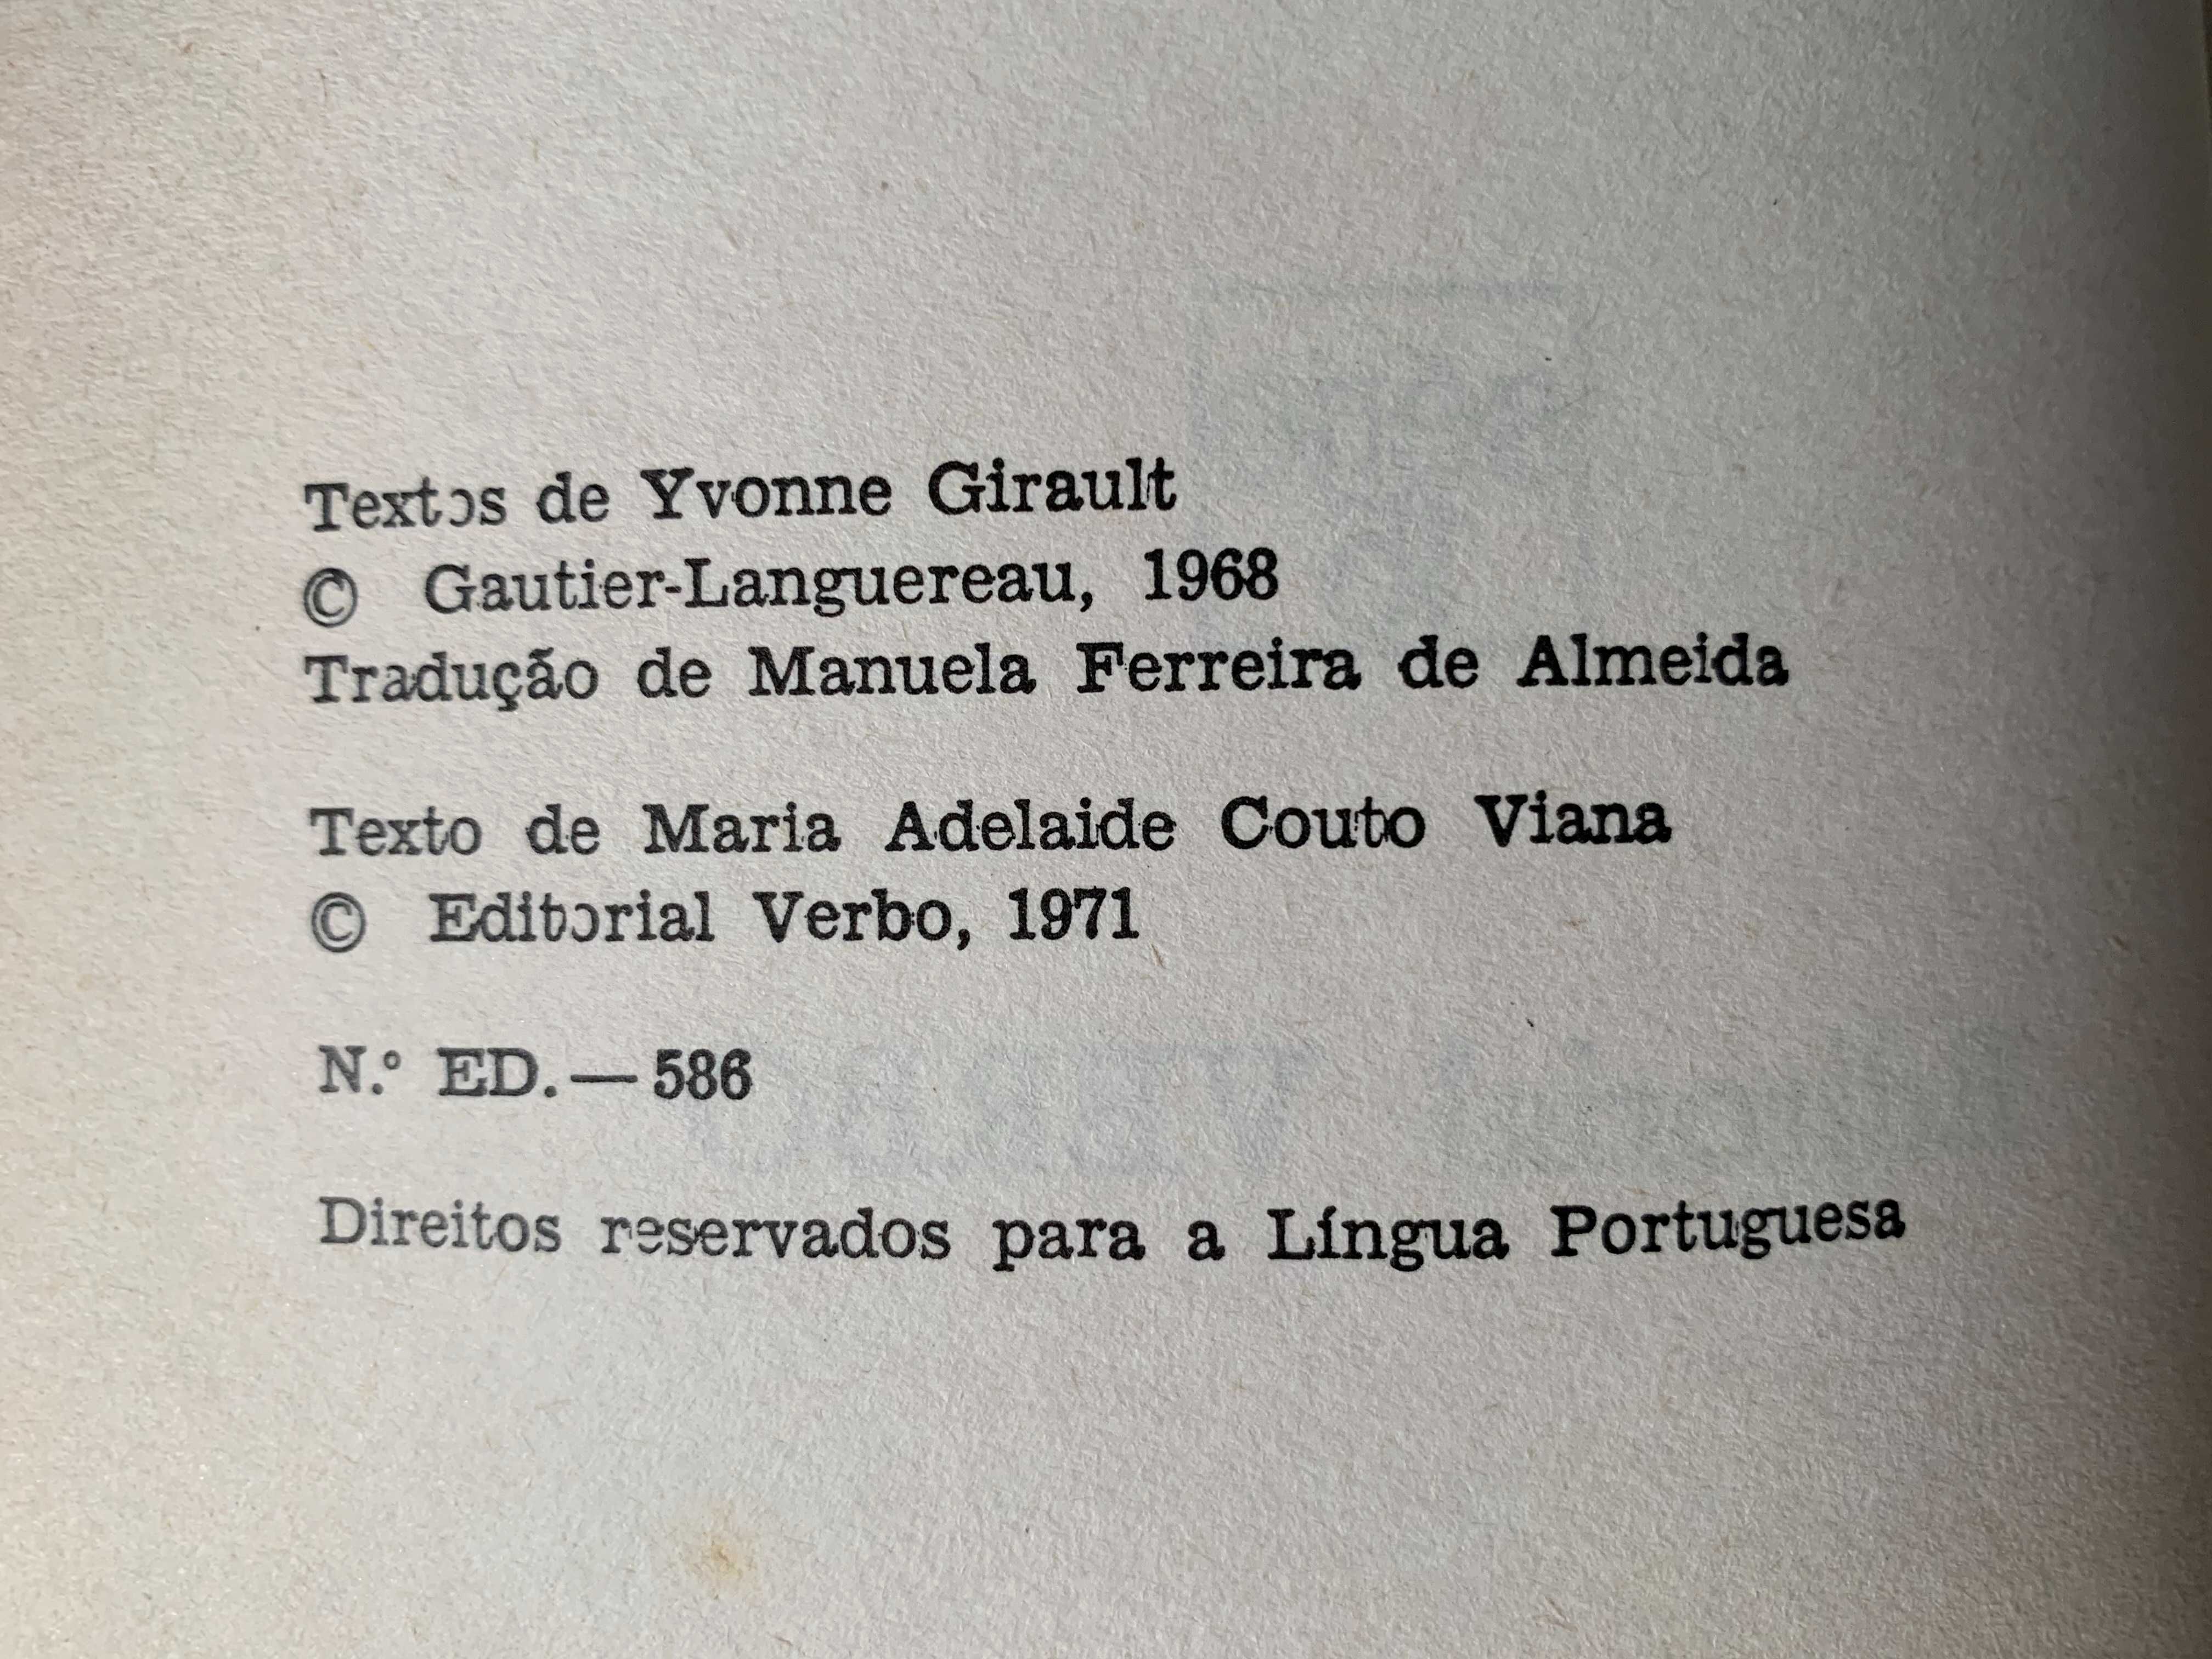 Textos de Yvonne Girault
© Gautier-Languereau, 1968
Tradução de Manuela Ferreira de Almeida
Texto de Maria Adelaide Couto Viana
© Editorial Verbo, 1971
N.º ED. — 586
Direitos reservados para a Língua Portuguesa